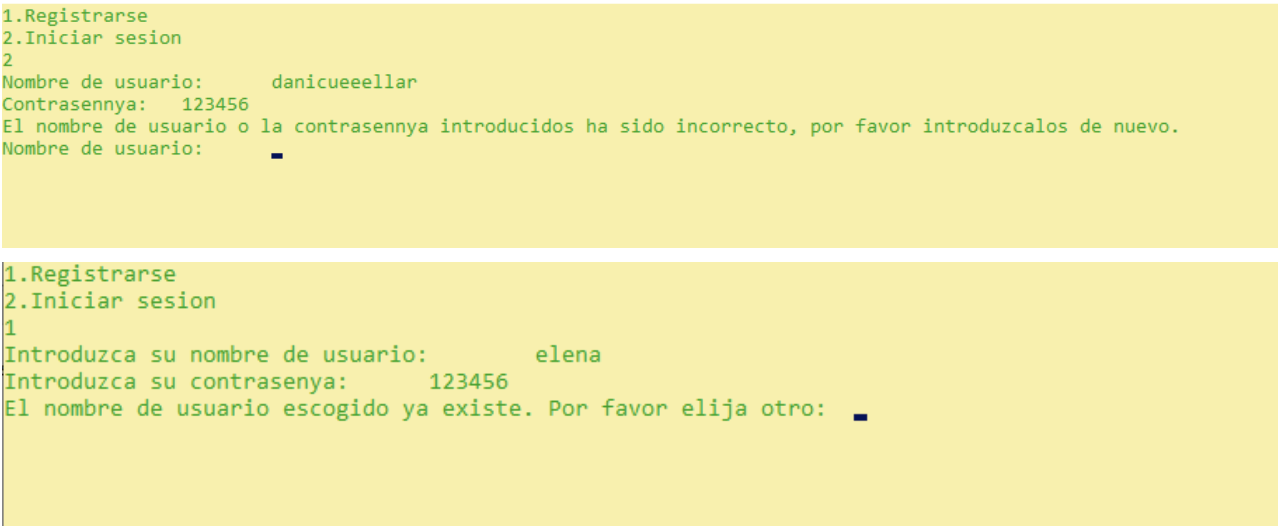 1.Registrarse
2.Iniciar sesion
2
Nombre de usuario:      danicueeellar
Contrasennya:   123456
El nombre de usuario o la contrasennya introducidos ha sido incorrecto, por favor introduzcalos de nuevo.
Nombre de usuario:
1.Registrarse
2.Iniciar sesion
1
Introduzca su nombre de usuario:        elena
Introduzca su contrasenya:      123456
El nombre de usuario escogido ya existe. Por favor elija otro: